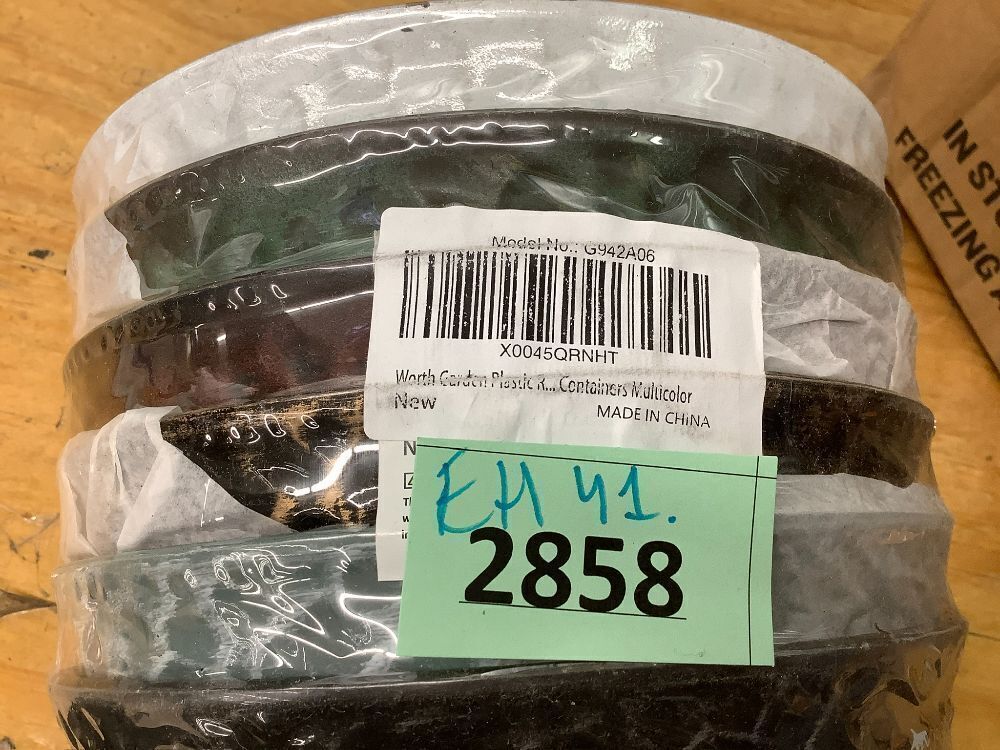 IN ST
FREEZING
Model No.: G942A06
X0045QRNHT
Worth Garden Plastic R... Containers Multicolor
New
MADE IN CHINA
N
EH 41.
2858